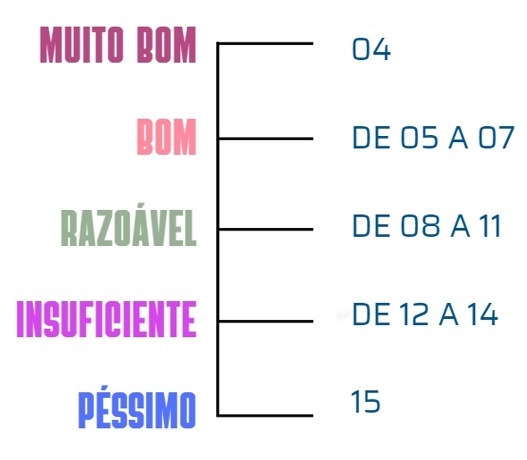 MUITO BOM 04
BOM DE 05 A 07
RAZOÁVEL DE 08 A 11
INSUFICIENTE DE 12 A 14
PÉSSIMO 15